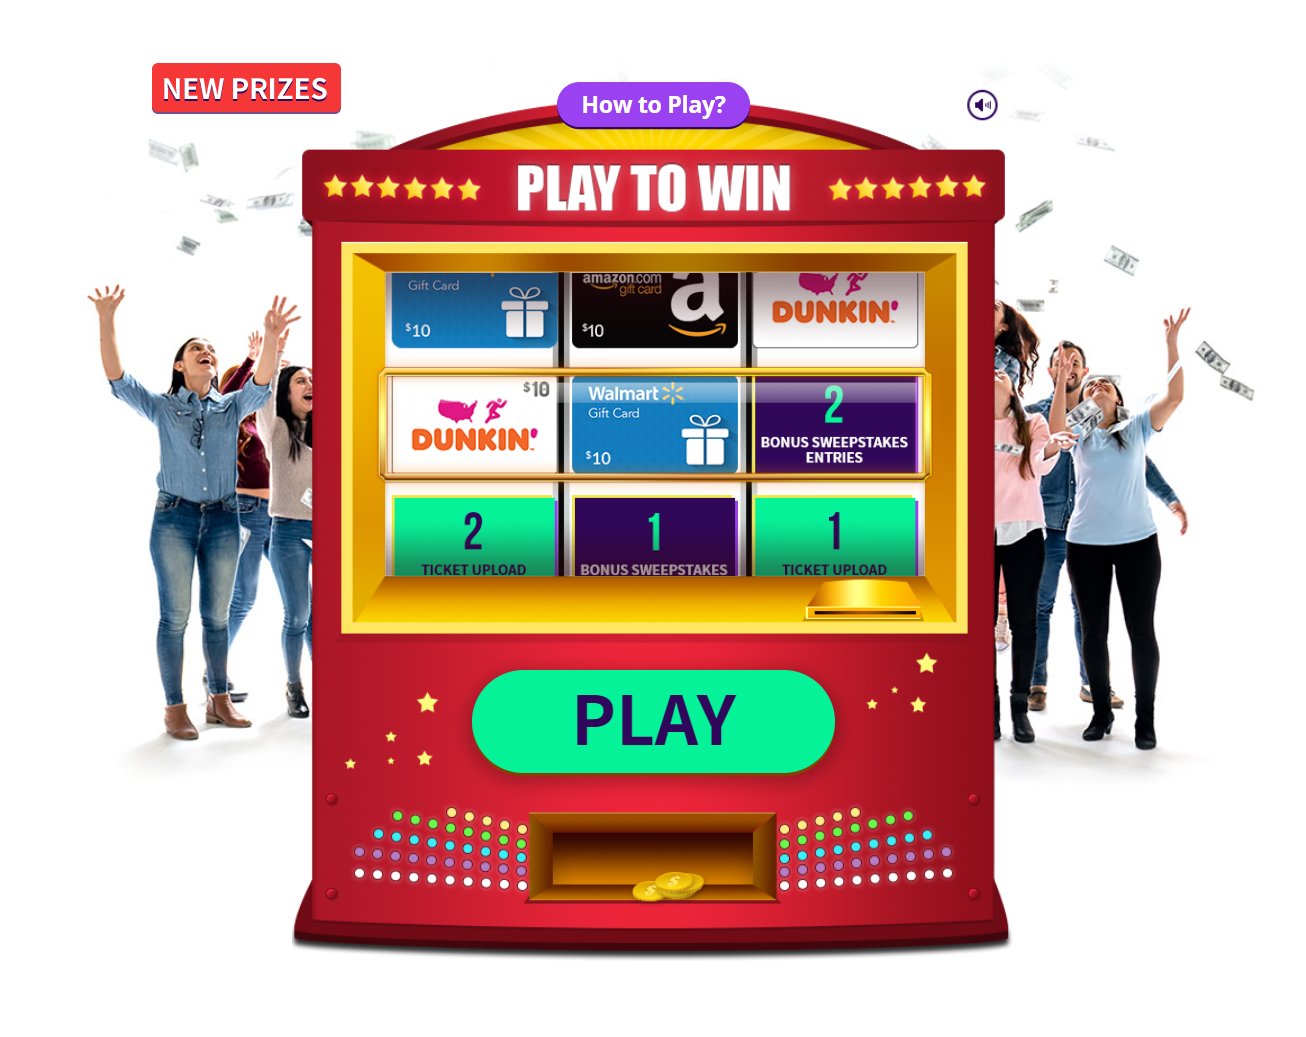 NEW PRIZES
How to Play?
PLAY TO WIN
Gift Card
$10
amazon.com
gift card
a
$10
DUNKIN'
$10
DUNKIN'
Walmart
Gift Card
$10
2
BONUS SWEEPSTAKES
ENTRIES
2
TICKET UPLOAD
1
BONUS SWEEPSTAKES
1
TICKET UPLOAD
PLAY